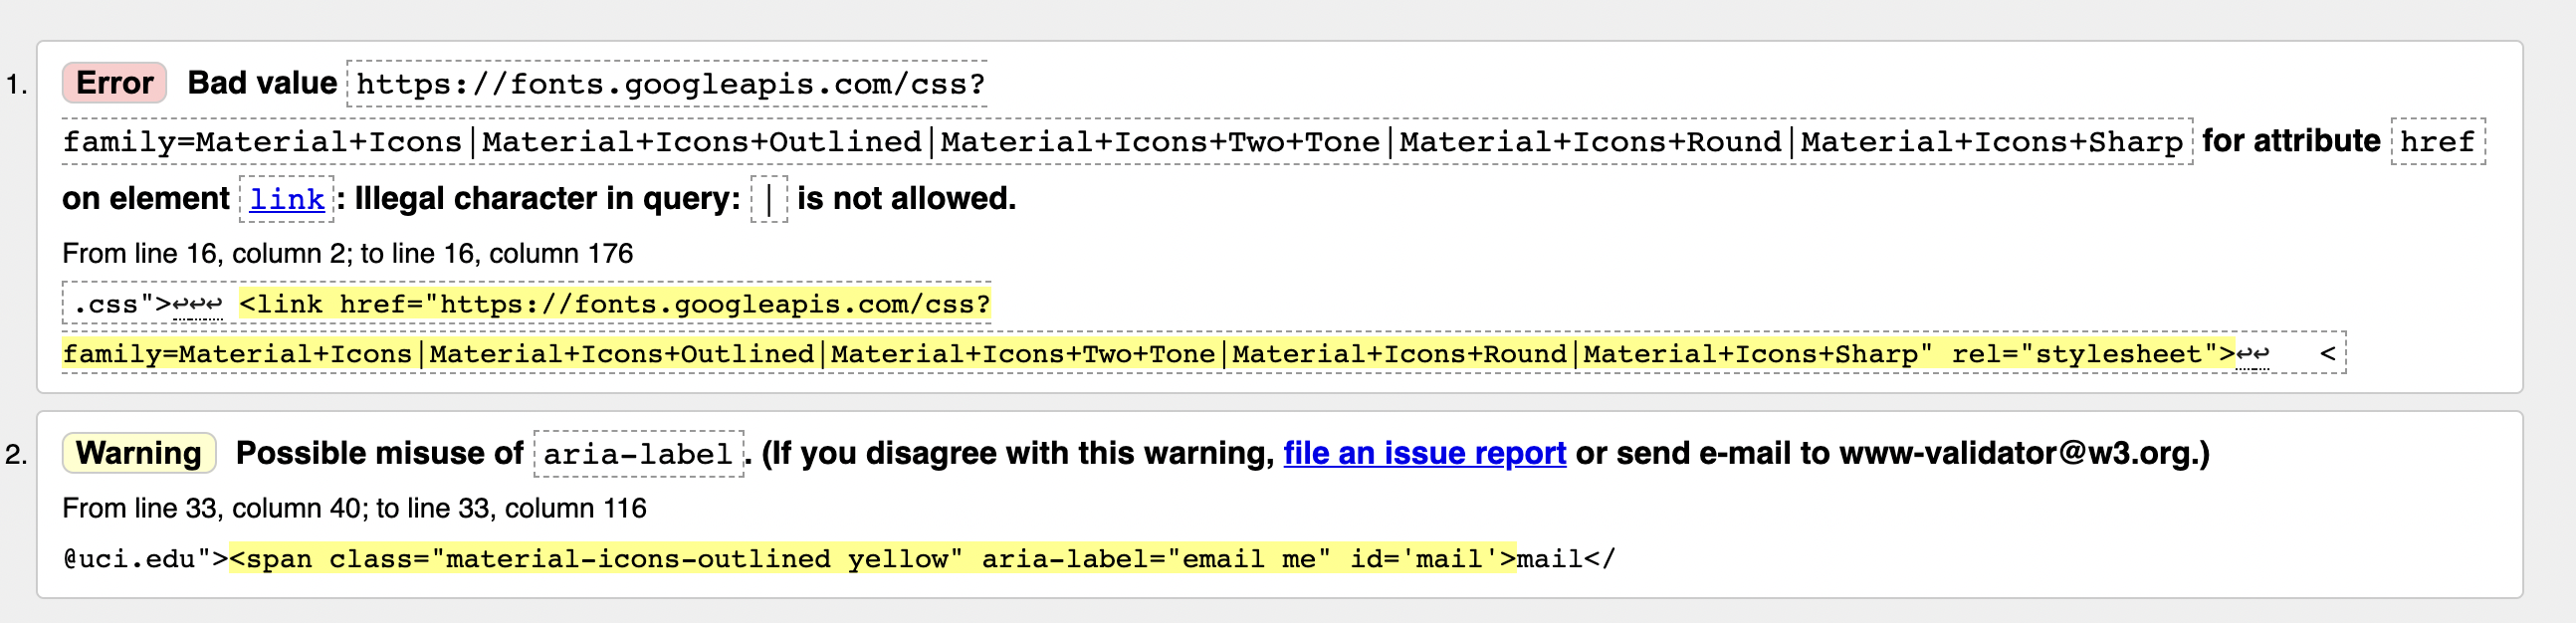 1. Error Bad value https://fonts.googleapis.com/css?
family=Material+Icons|Material+Icons+Outlined|Material+Icons+Two+Tone|Material+Icons+Round|Material+Icons+Sharp for attribute href
on element link: Illegal character in query: | is not allowed.
From line 16, column 2; to line 16, column 176
.css">↩↩↩ <link href="https://fonts.googleapis.com/css?
family=Material+Icons|Material+Icons+Outlined|Material+Icons+Two+Tone|Material+Icons+Round|Material+Icons+Sharp" rel="stylesheet">↩↩   <
2. Warning Possible misuse of aria-label. (If you disagree with this warning, file an issue report or send e-mail to www-validator@w3.org.)
From line 33, column 40; to line 33, column 116
@uci.edu"><span class="material-icons-outlined yellow" aria-label="email me" id='mail'>mail</